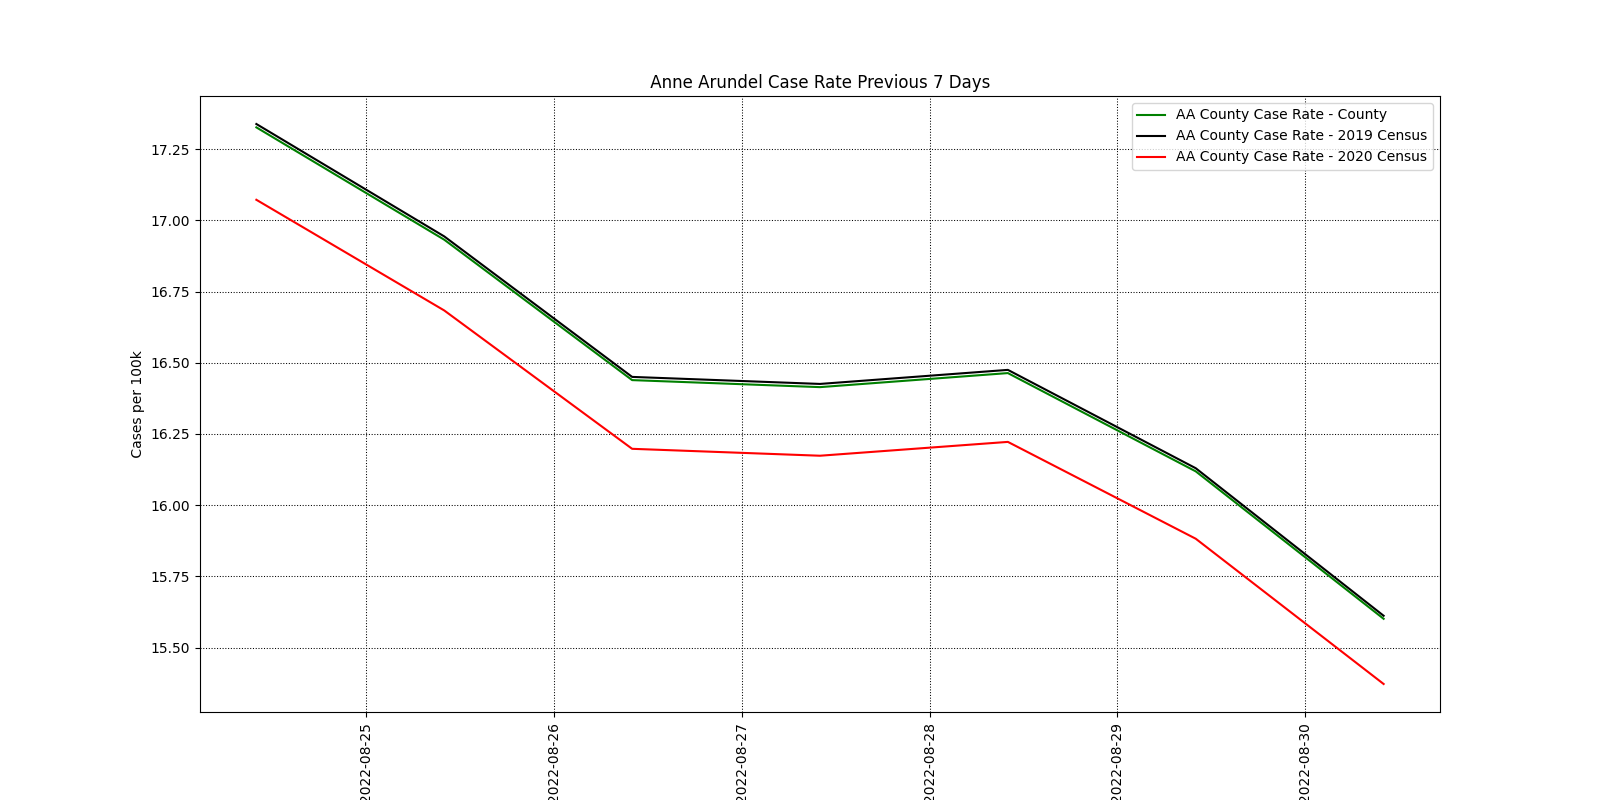 Anne Arundel Case Rate Previous 7 Days
AA County Case Rate - County
AA County Case Rate - 2019 Census
AA County Case Rate - 2020 Census
Cases per 100k
17.25
17.00
16.75
16.50
16.25
16.00
15.75
15.50
2022-08-25
2022-08-26
2022-08-27
2022-08-28
2022-08-29
2022-08-30